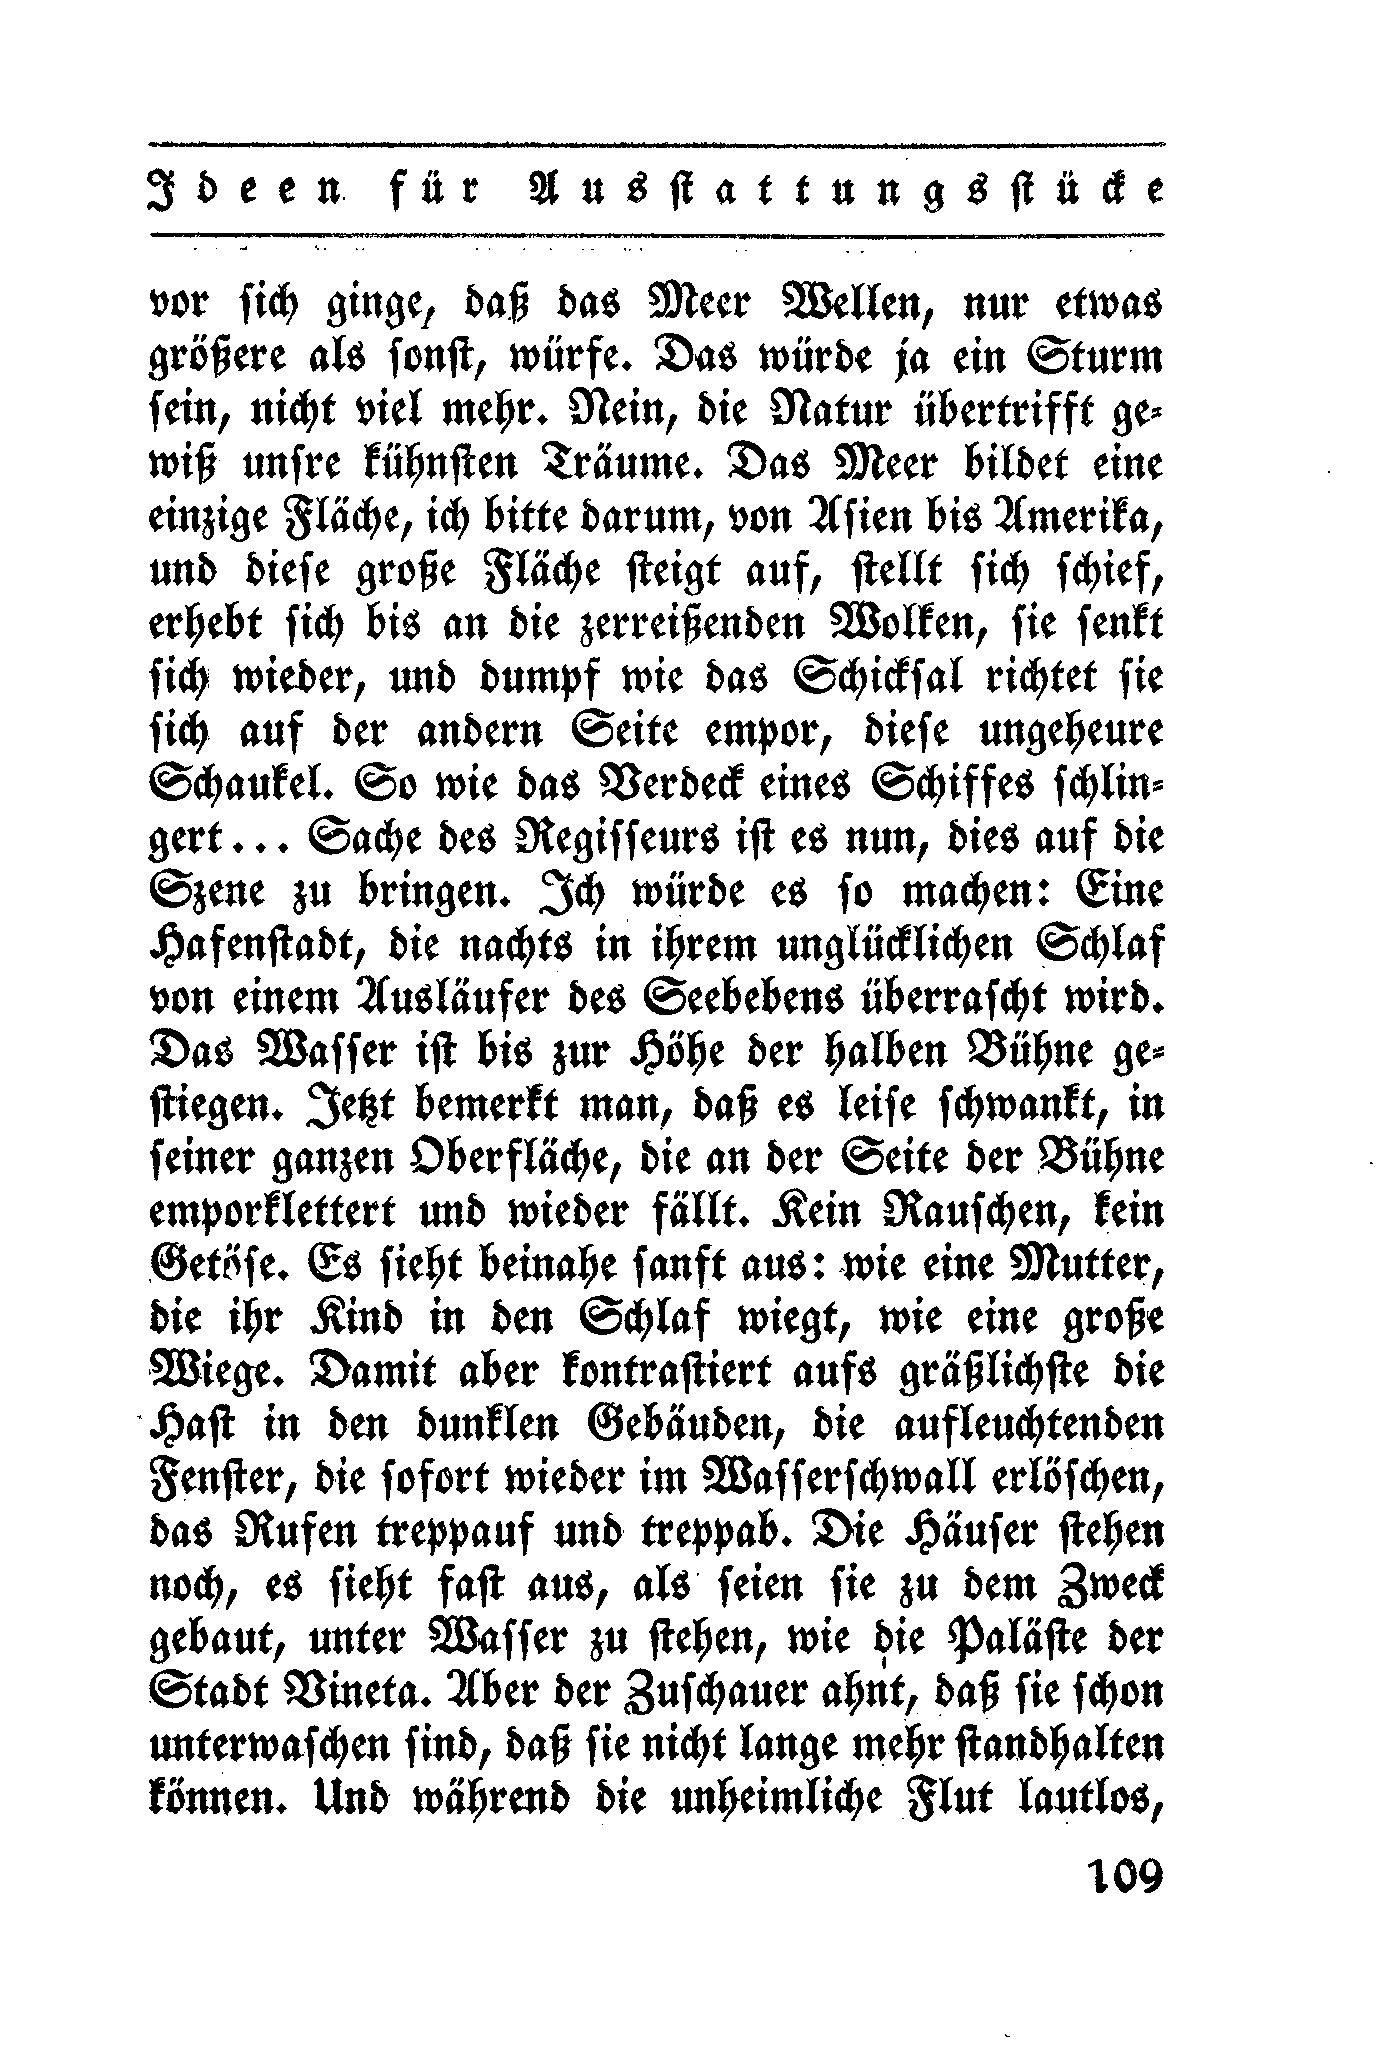 Ideen für Ausstattungsstücke
vor sich ginge, daß das Meer Wellen, nur etwas
größere als sonst, würfe. Das würde ja ein Sturm
sein, nicht viel mehr. Nein, die Natur übertrifft ge-
wiß unsre kühnsten Träume. Das Meer bildet eine
einzige Fläche, ich bitte darum, von Asien bis Amerika,
und diese große Fläche steigt auf, stellt sich schief,
erhebt sich bis an die zerreißenden Wolken, sie senkt
sich wieder, und dumpf wie das Schicksal richtet sie
sich auf der andern Seite empor, diese ungeheure
Schaukel. So wie das Verdeck eines Schiffes schlin-
gert... Sache des Regisseurs ist es nun, dies auf die
Szene zu bringen. Ich würde es so machen: Eine
Hafenstadt, die nachts in ihrem unglücklichen Schlaf
von einem Ausläufer des Seebebens überrascht wird.
Das Wasser ist bis zur Höhe der halben Bühne ge-
stiegen. Jetzt bemerkt man, daß es leise schwankt, in
seiner ganzen Oberfläche, die an der Seite der Bühne
emporklettert und wieder fällt. Kein Rauschen, kein
Getöse. Es sieht beinahe sanft aus: wie eine Mutter,
die ihr Kind in den Schlaf wiegt, wie eine große
Wiege. Damit aber kontrastiert aufs gräßlichste die
Hast in den dunklen Gebäuden, die aufleuchtenden
Fenster, die sofort wieder im Wasserschwall erlöschen,
das Rufen treppauf und treppab. Die Häuser stehen
noch, es sieht fast aus, als seien sie zu dem Zweck
gebaut, unter Wasser zu stehen, wie die Paläste der
Stadt Vineta. Aber der Zuschauer ahnt, daß sie schon
unterwaschen sind, daß sie nicht lange mehr standhalten
können. Und während die unheimliche Flut lautlos,
109